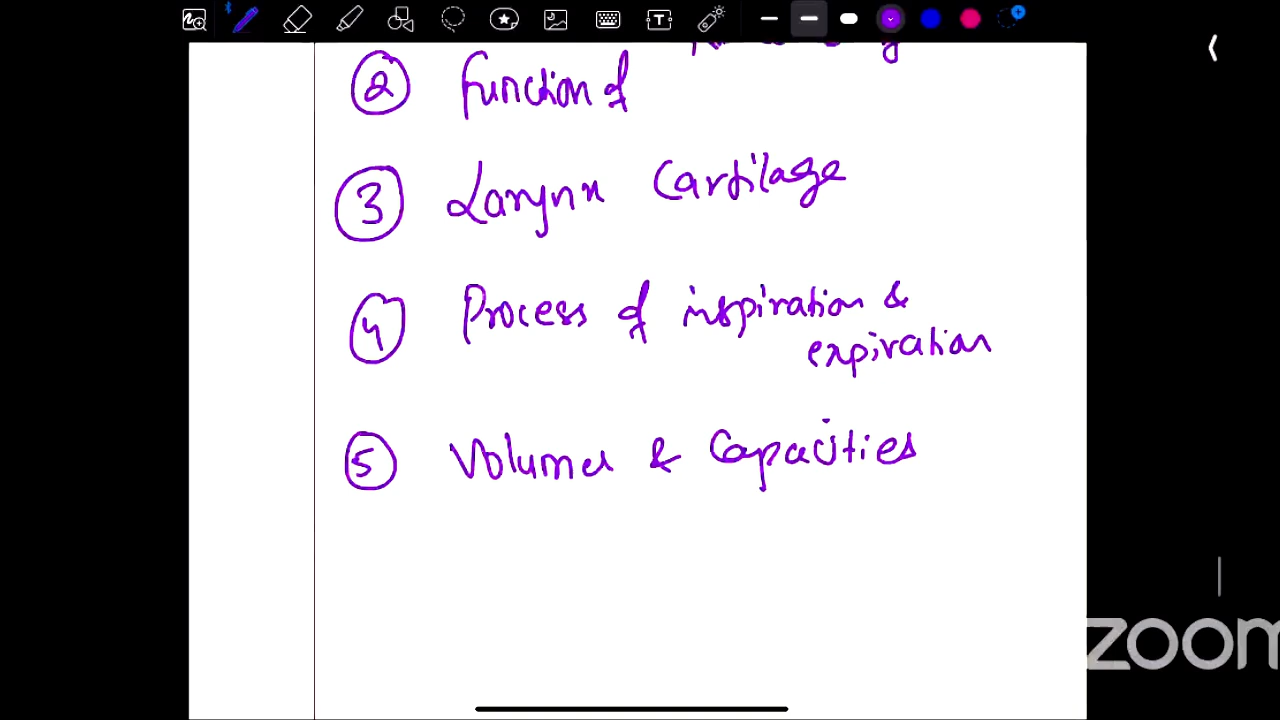 ② Function of
③ Larynx Cartilage
④ Process of inspiration &
expiration
⑤ Volumes & Capacities
zoom